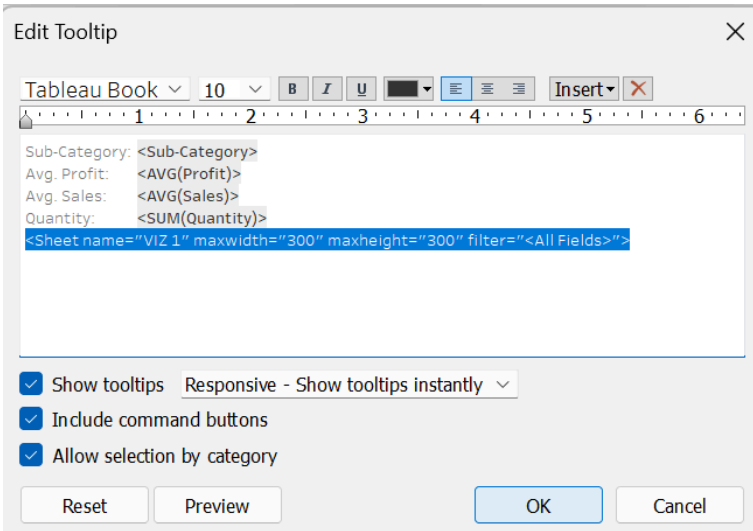 Edit Tooltip
Tableau Book 10 B I U Insert
1 2 3 4 5 6
Sub-Category: <Sub-Category>
Avg. Profit: <AVG(Profit)>
Avg. Sales: <AVG(Sales)>
Quantity: <SUM(Quantity)>
<Sheet name="VIZ 1" maxwidth="300" maxheight="300" filter="<All Fields>">
Show tooltips Responsive - Show tooltips instantly
Include command buttons
Allow selection by category
Reset Preview OK Cancel